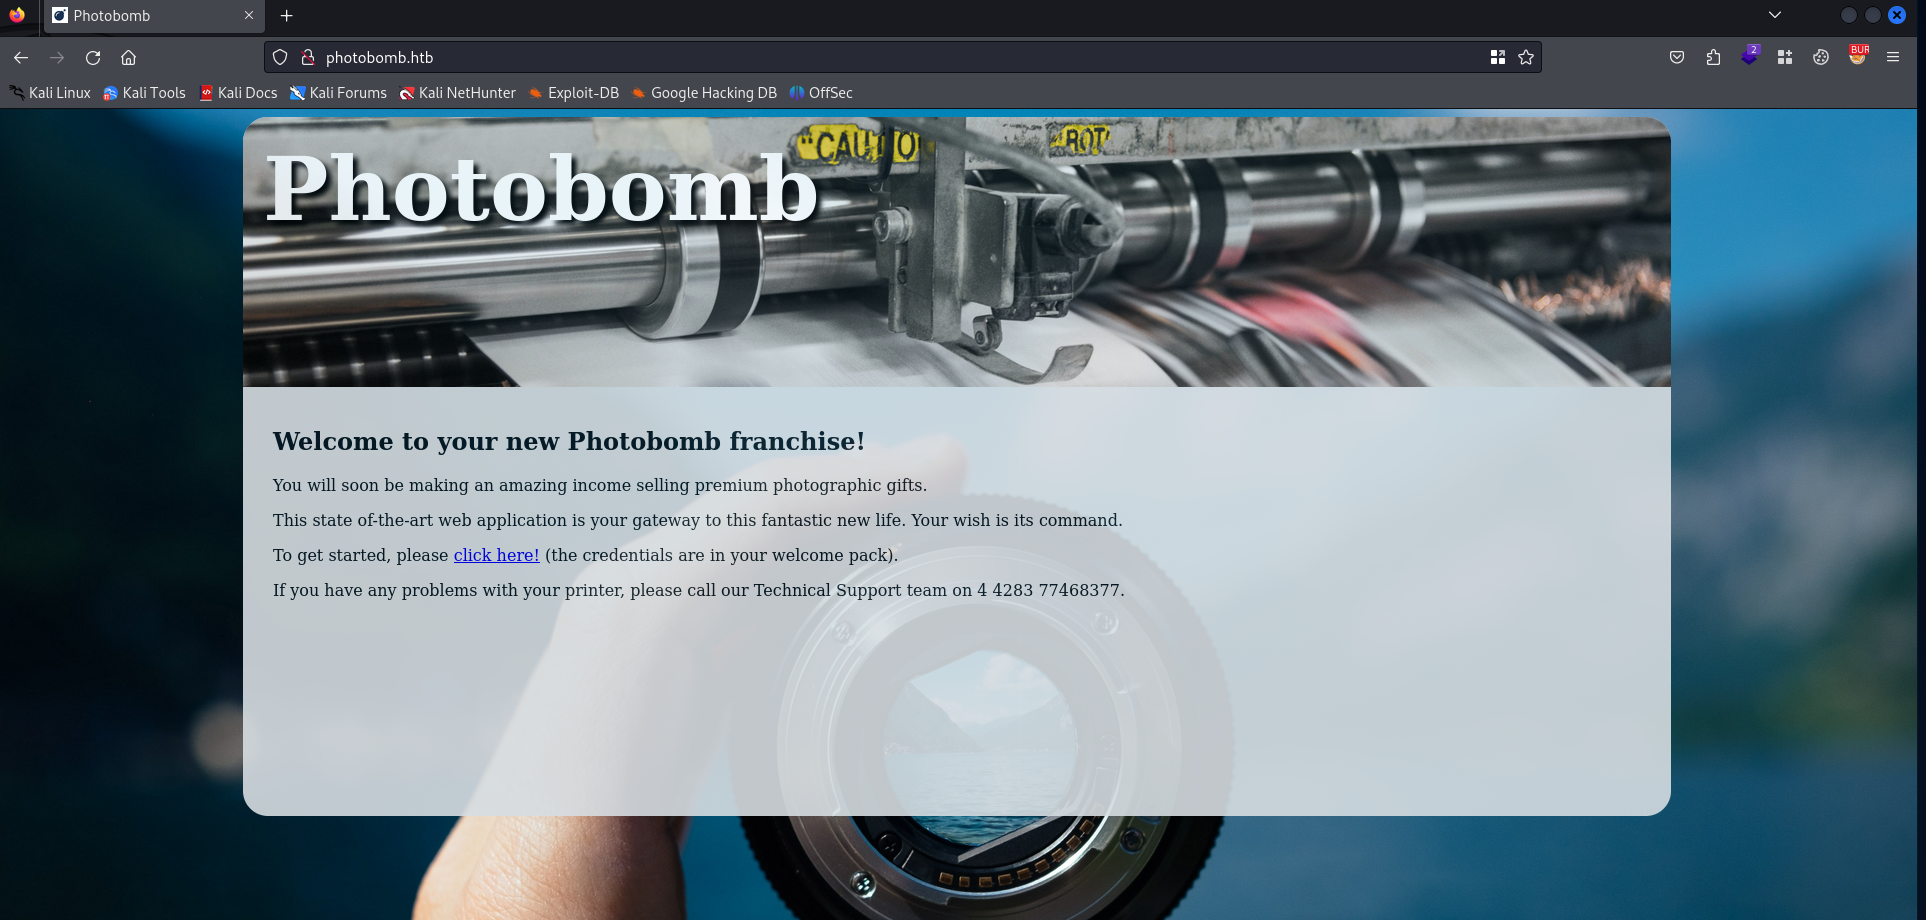 Photobomb
photobomb.htb
2
BUR
Kali Linux Kali Tools Kali Docs Kali Forums Kali NetHunter Exploit-DB Google Hacking DB OffSec
"CAUTIO
ROT
Photobomb
Welcome to your new Photobomb franchise!
You will soon be making an amazing income selling premium photographic gifts.
This state of-the-art web application is your gateway to this fantastic new life. Your wish is its command.
To get started, please click here! (the credentials are in your welcome pack).
If you have any problems with your printer, please call our Technical Support team on 4 4283 77468377.